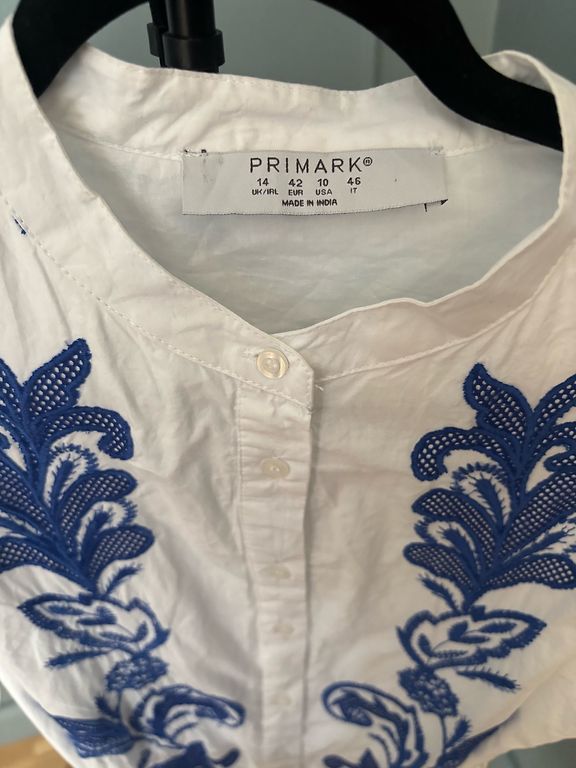 PRIMARK®
14 42 10 46
UK/IRL EUR USA IT
MADE IN INDIA